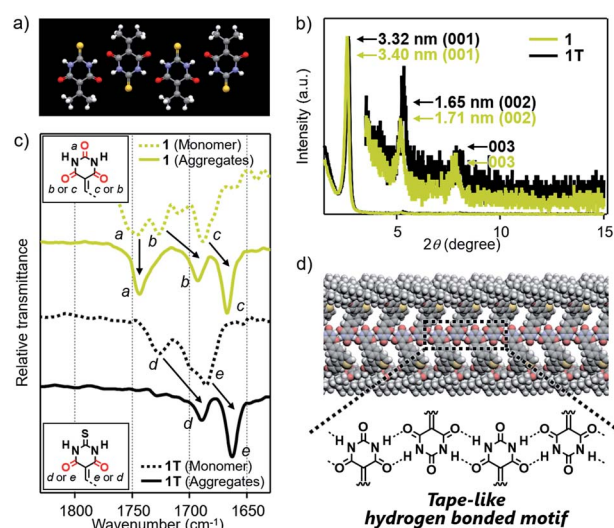 a)
b)
3.32 nm (001)
3.40 nm (001)
1
1T
1.65 nm (002)
1.71 nm (002)
003
003
Intensity (a.u.)
5
10
15
2θ (degree)
c)
a O
H N N H
O O
b or c c or b
1 (Monomer)
1 (Aggregates)
a
b
c
a
b
c
d
e
d
e
S
H N N H
O O
d or e e or d
1T (Monomer)
1T (Aggregates)
Relative transmittance
1800
1750
1700
1650
Wavenumber (cm-1)
d)
O O O O O O
H N N H N N H N N H N N H
O O O O O O
Tape-like
hydrogen bonded motif